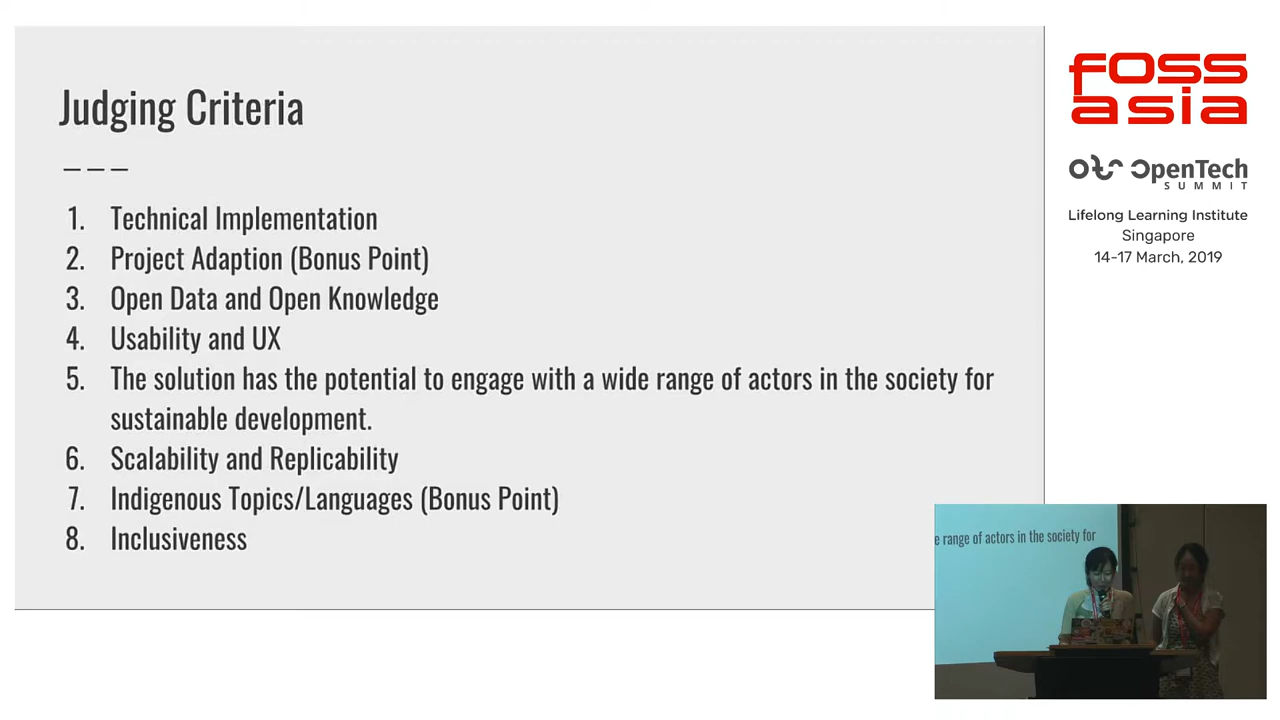 Judging Criteria
1. Technical Implementation
2. Project Adaption (Bonus Point)
3. Open Data and Open Knowledge
4. Usability and UX
5. The solution has the potential to engage with a wide range of actors in the society for
sustainable development.
6. Scalability and Replicability
7. Indigenous Topics/Languages (Bonus Point)
8. Inclusiveness
FOSS
asia
OpenTech
SUMMIT
Lifelong Learning Institute
Singapore
14-17 March, 2019
e range of actors in the society for